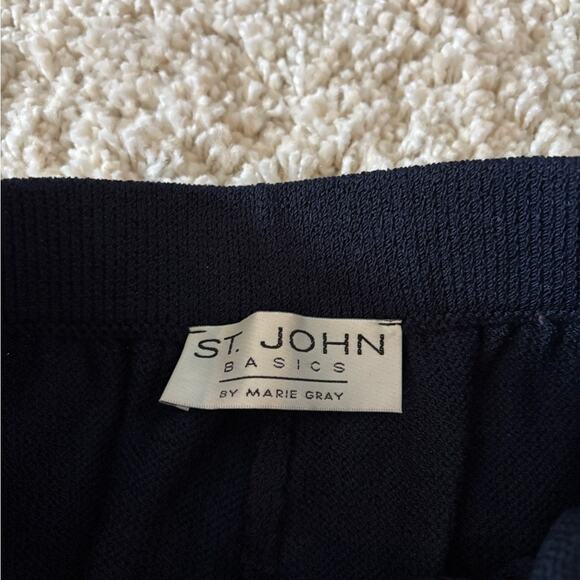 ST. JOHN
BASICS
BY MARIE GRAY